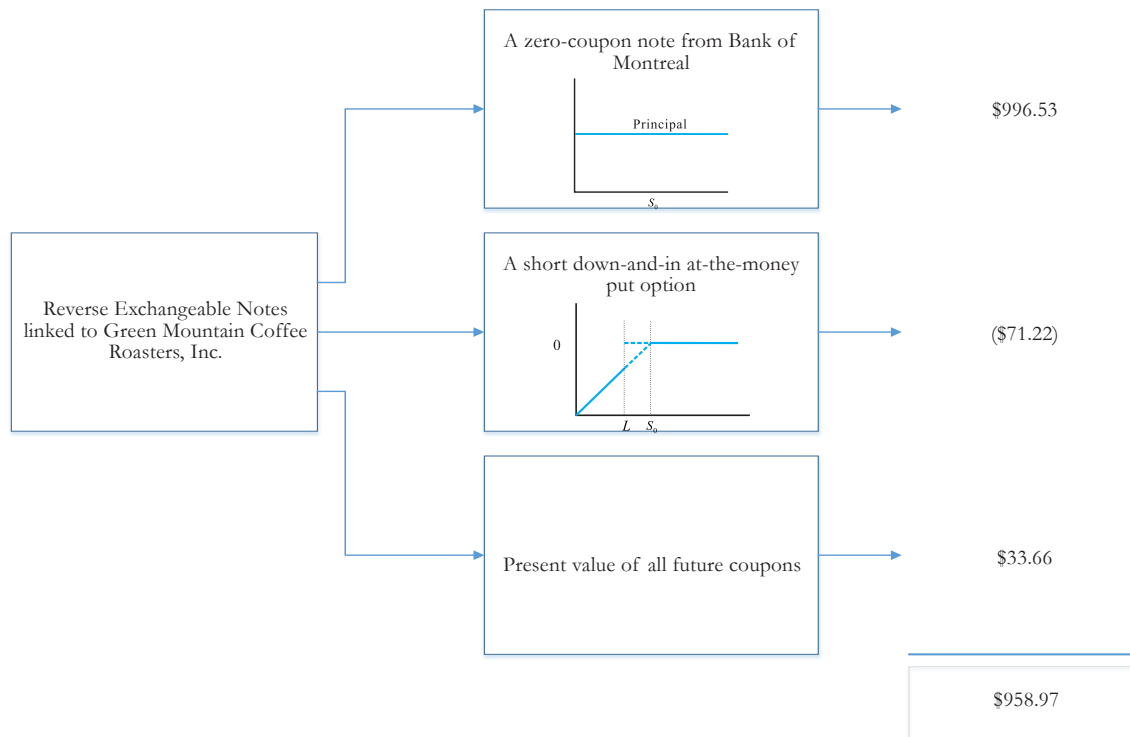 A zero-coupon note from Bank of
Montreal
Principal
S₀
$996.53
Reverse Exchangeable Notes
linked to Green Mountain Coffee
Roasters, Inc.
A short down-and-in at-the-money
put option
0
L S₀
($71.22)
Present value of all future coupons
$33.66
$958.97